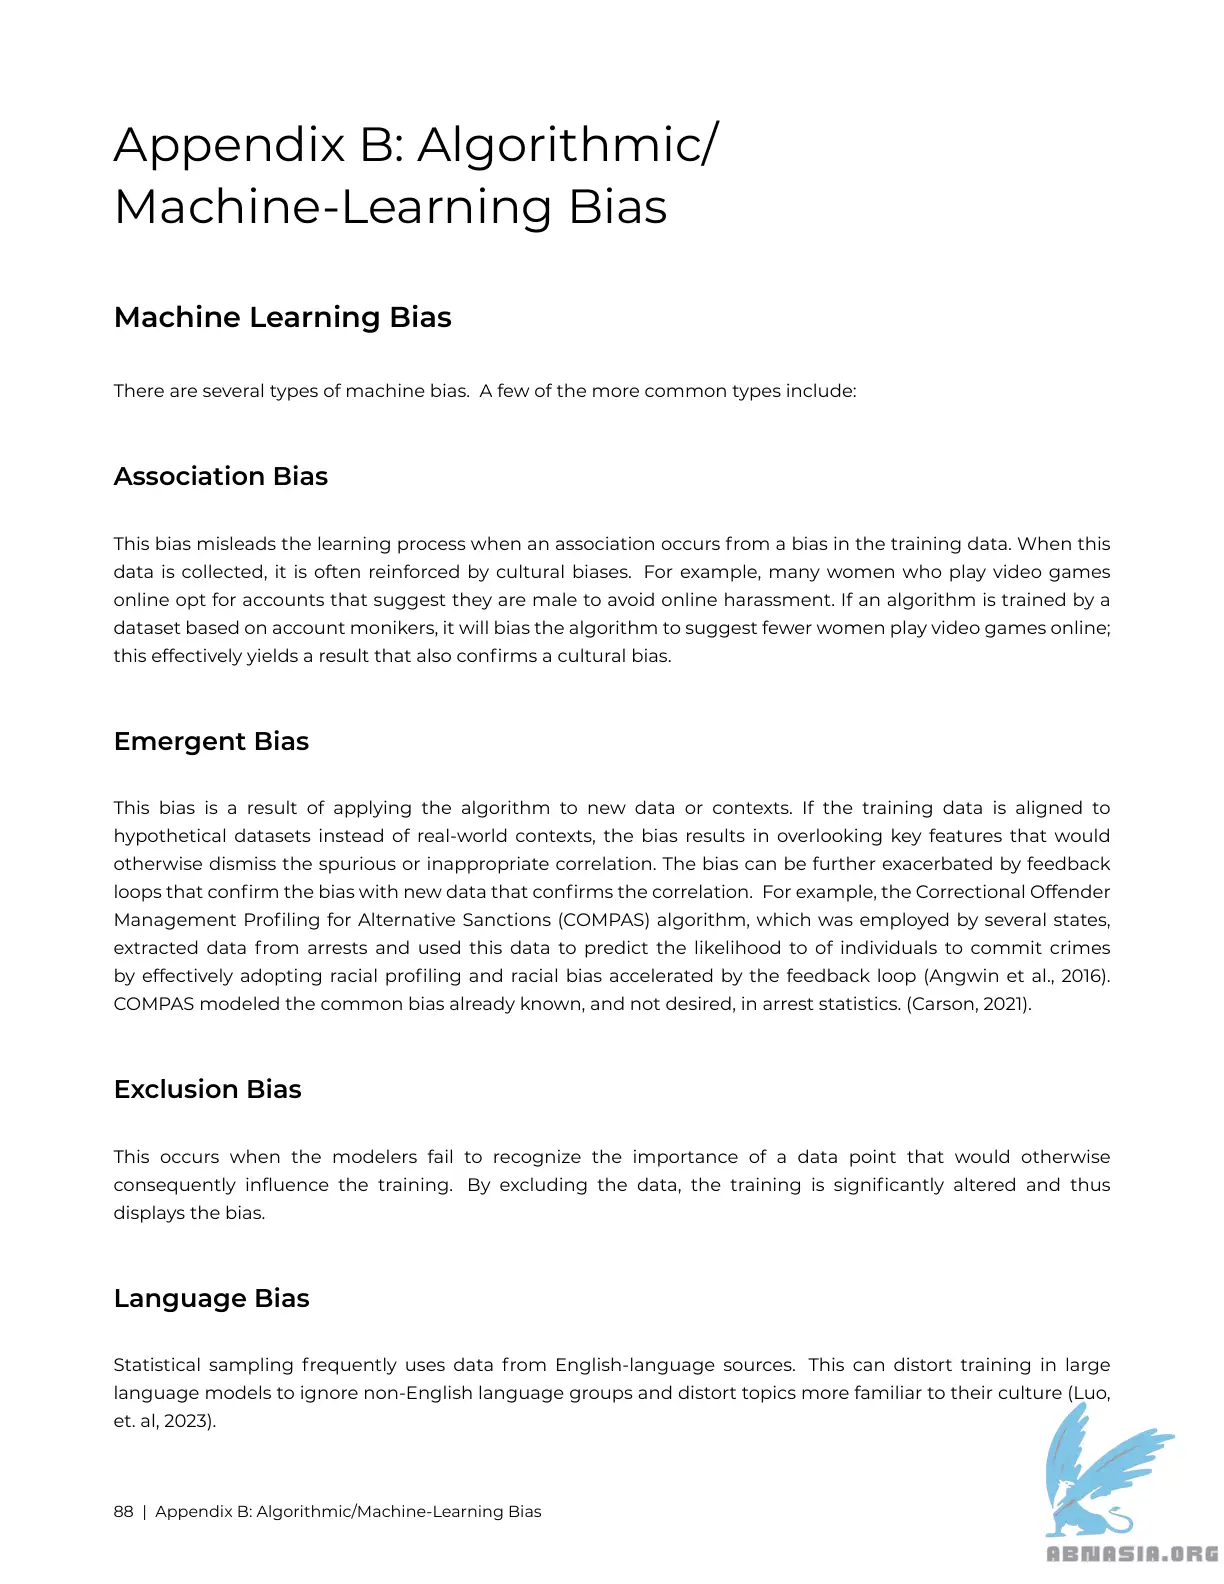 Appendix B: Algorithmic/
Machine-Learning Bias
Machine Learning Bias
There are several types of machine bias.  A few of the more common types include:
Association Bias
This bias misleads the learning process when an association occurs from a bias in the training data. When this
data is collected, it is often reinforced by cultural biases.  For example, many women who play video games
online opt for accounts that suggest they are male to avoid online harassment. If an algorithm is trained by a
dataset based on account monikers, it will bias the algorithm to suggest fewer women play video games online;
this effectively yields a result that also confirms a cultural bias.
Emergent Bias
This bias is a result of applying the algorithm to new data or contexts. If the training data is aligned to
hypothetical datasets instead of real-world contexts, the bias results in overlooking key features that would
otherwise dismiss the spurious or inappropriate correlation. The bias can be further exacerbated by feedback
loops that confirm the bias with new data that confirms the correlation.  For example, the Correctional Offender
Management Profiling for Alternative Sanctions (COMPAS) algorithm, which was employed by several states,
extracted data from arrests and used this data to predict the likelihood to of individuals to commit crimes
by effectively adopting racial profiling and racial bias accelerated by the feedback loop (Angwin et al., 2016).
COMPAS modeled the common bias already known, and not desired, in arrest statistics. (Carson, 2021).
Exclusion Bias
This occurs when the modelers fail to recognize the importance of a data point that would otherwise
consequently influence the training.  By excluding the data, the training is significantly altered and thus
displays the bias.
Language Bias
Statistical sampling frequently uses data from English-language sources.  This can distort training in large
language models to ignore non-English language groups and distort topics more familiar to their culture (Luo,
et. al, 2023).
88  |  Appendix B: Algorithmic/Machine-Learning Bias
ABNASIA.ORG